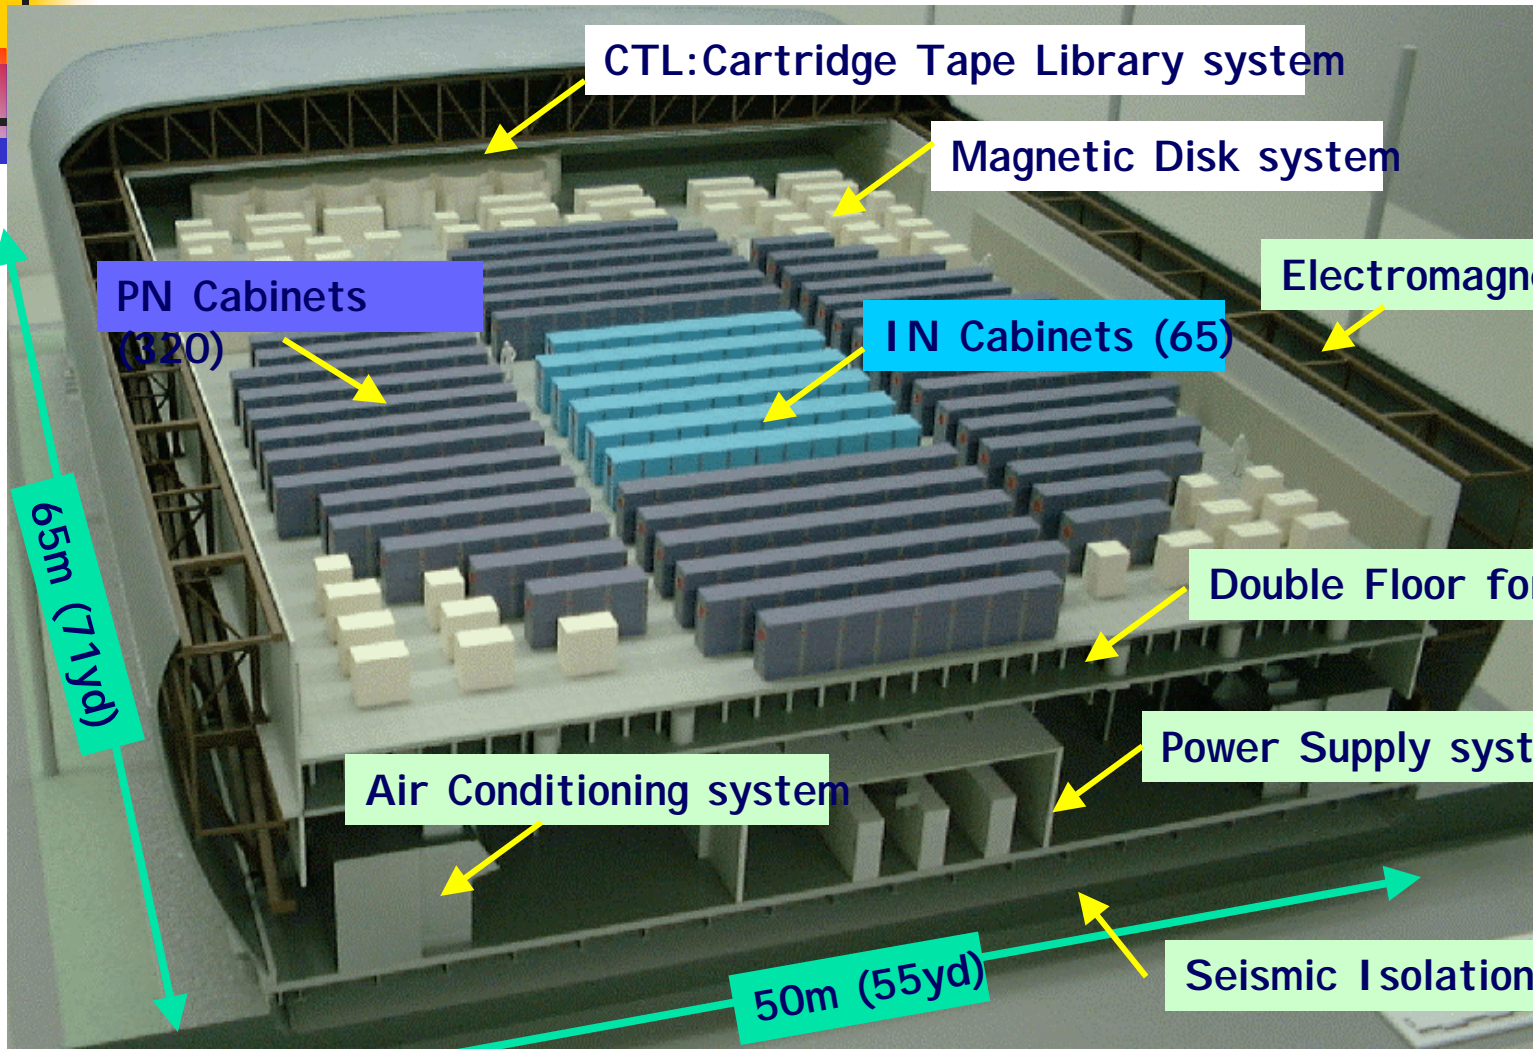 CTL:Cartridge Tape Library system
Magnetic Disk system
Electromagn
PN Cabinets
(320)
IN Cabinets (65)
65m (71yd)
Double Floor for
Power Supply syst
Air Conditioning system
50m (55yd)
Seismic Isolation